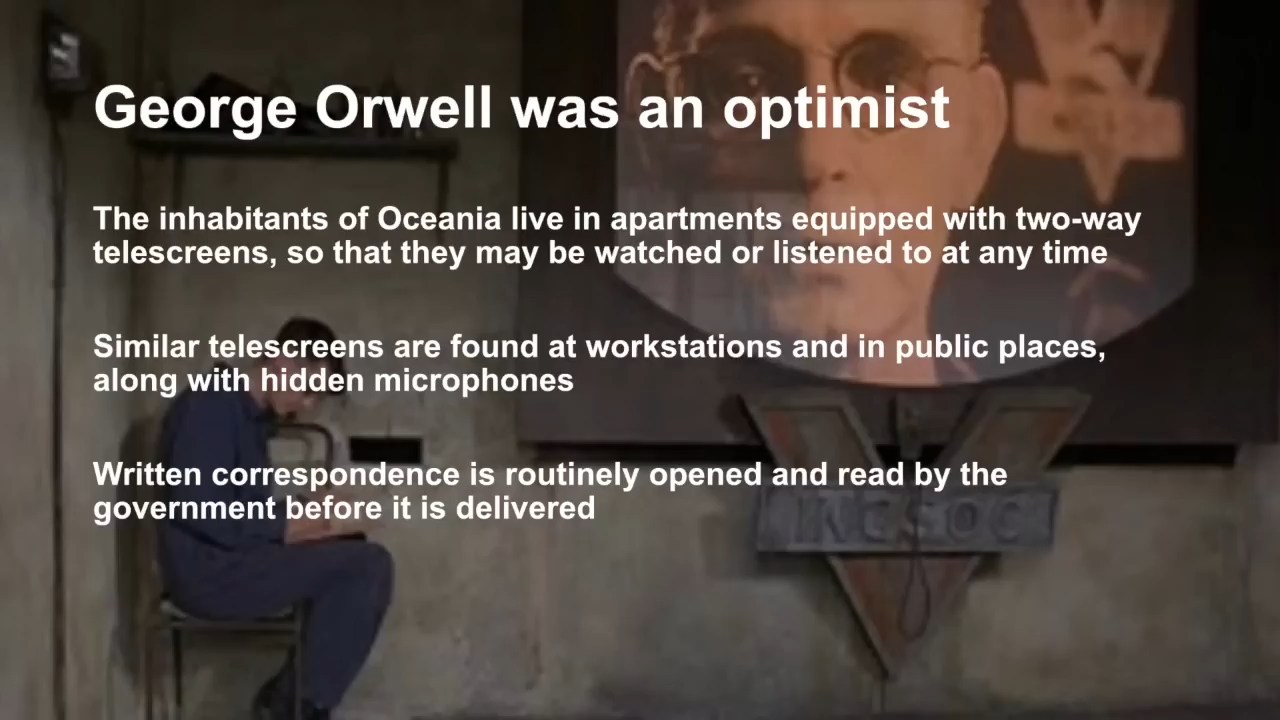 George Orwell was an optimist
The inhabitants of Oceania live in apartments equipped with two-way
telescreens, so that they may be watched or listened to at any time
Similar telescreens are found at workstations and in public places,
along with hidden microphones
Written correspondence is routinely opened and read by the
government before it is delivered
INGSOC